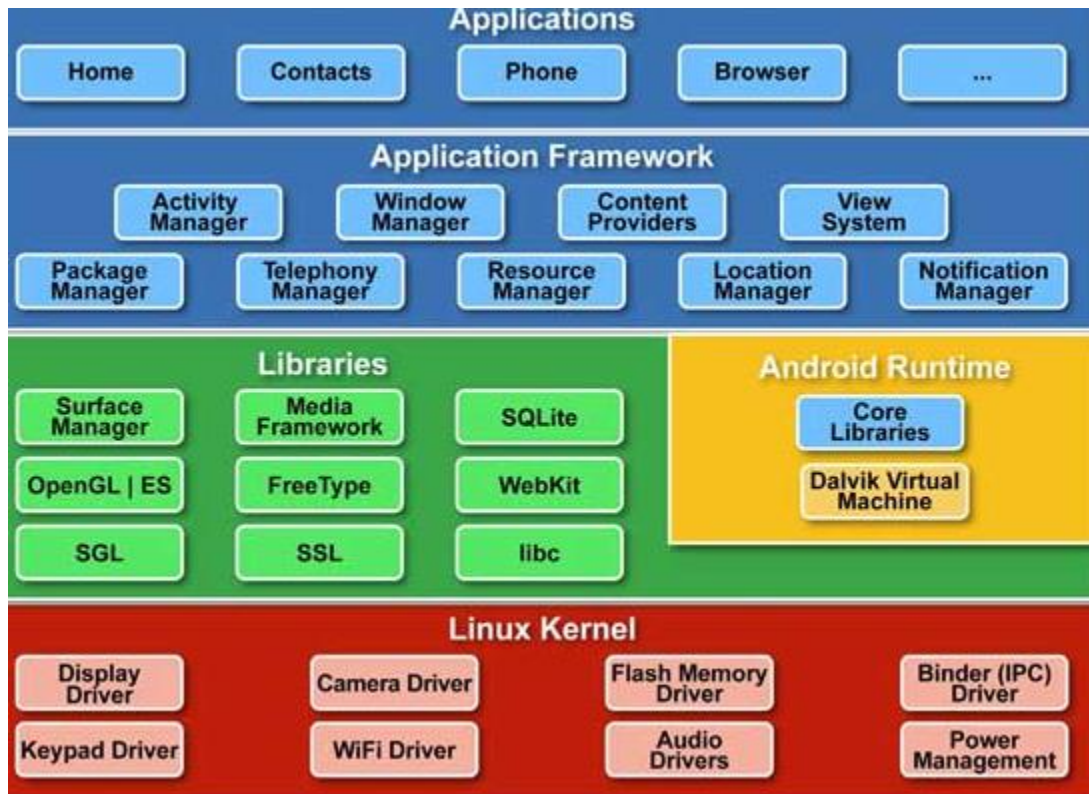 Applications
Home
Contacts
Phone
Browser
...
Application Framework
Activity
Manager
Window
Manager
Content
Providers
View
System
Package
Manager
Telephony
Manager
Resource
Manager
Location
Manager
Notification
Manager
Libraries
Surface
Manager
Media
Framework
SQLite
OpenGL | ES
FreeType
WebKit
SGL
SSL
libc
Android Runtime
Core
Libraries
Dalvik Virtual
Machine
Linux Kernel
Display
Driver
Camera Driver
Flash Memory
Driver
Binder (IPC)
Driver
Keypad Driver
WiFi Driver
Audio
Drivers
Power
Management